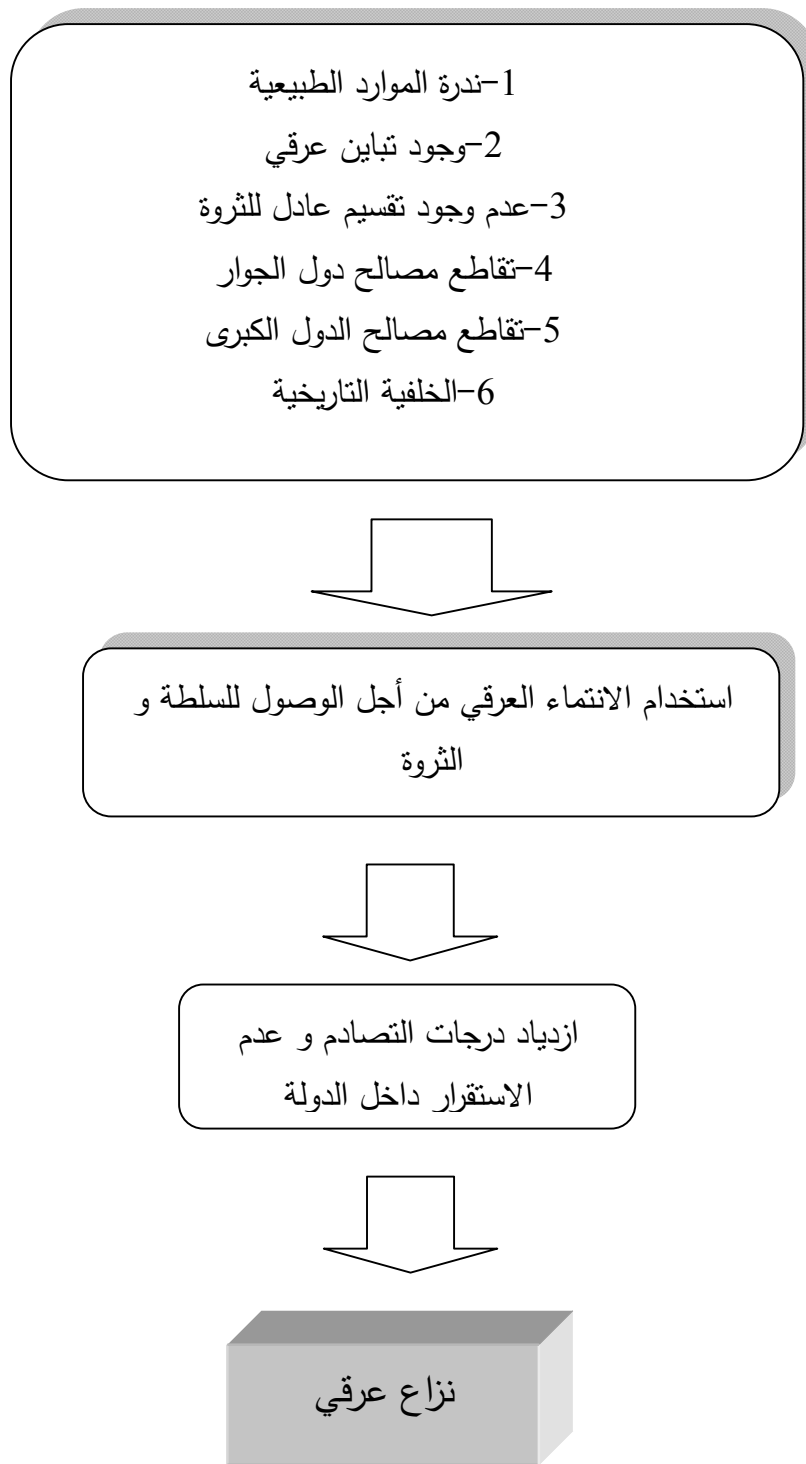 1-ندرة الموارد الطبيعية
2-وجود تباين عرقي
3-عدم وجود تقسيم عادل للثروة
4-تقاطع مصالح دول الجوار
5-تقاطع مصالح الدول الكبرى
6-الخلفية التاريخية
استخدام الانتماء العرقي من أجل الوصول للسلطة و
الثروة
ازدياد درجات التصادم و عدم
الاستقرار داخل الدولة
نزاع عرقي